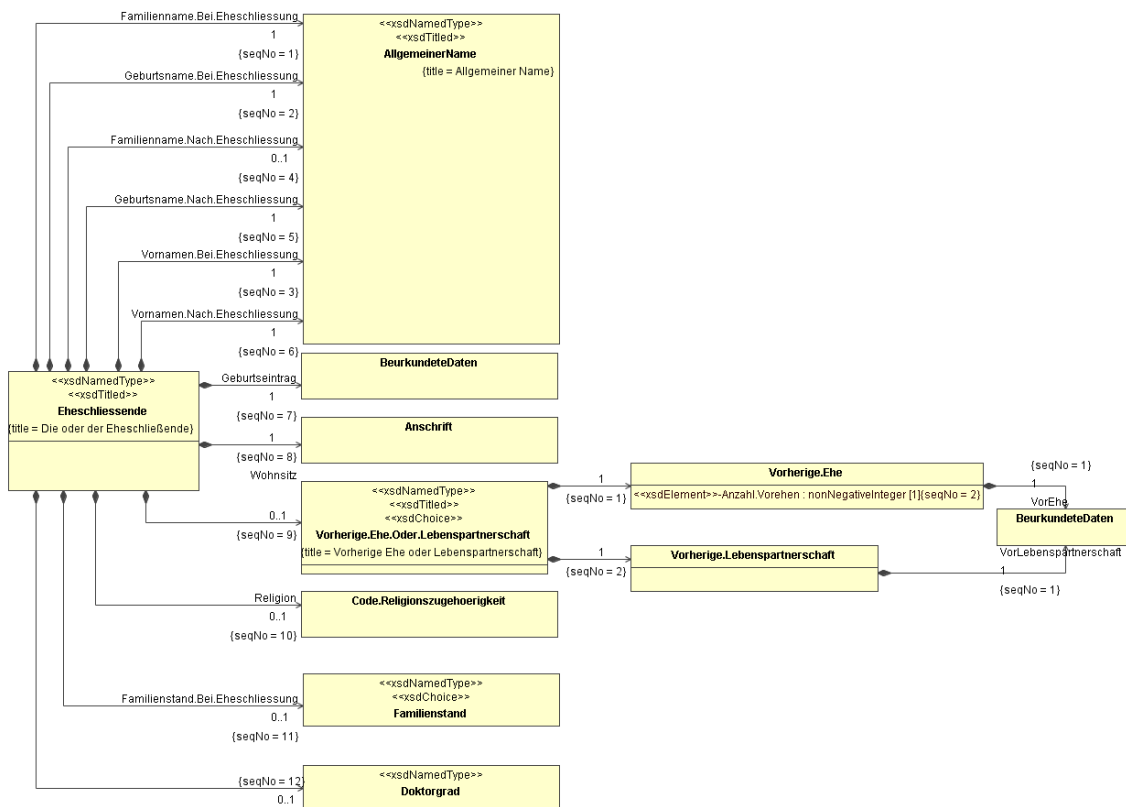 Familienname.Bei.Eheschliessung
1
{seqNo = 1}
Geburtsname.Bei.Eheschliessung
1
{seqNo = 2}
Familienname.Nach.Eheschliessung
0..1
{seqNo = 4}
Geburtsname.Nach.Eheschliessung
1
{seqNo = 5}
Vornamen.Bei.Eheschliessung
1
{seqNo = 3}
Vornamen.Nach.Eheschliessung
1
{seqNo = 6}
<<xsdNamedType>>
<<xsdTitled>>
AllgemeinerName
{title = Allgemeiner Name}
<<xsdNamedType>>
<<xsdTitled>>
Eheschliessende
{title = Die oder der Eheschließende}
Geburtseintrag
1
{seqNo = 7}
BeurkundeteDaten
1
{seqNo = 8}
Wohnsitz
Anschrift
0..1
{seqNo = 9}
<<xsdNamedType>>
<<xsdTitled>>
<<xsdChoice>>
Vorherige.Ehe.Oder.Lebenspartnerschaft
{title = Vorherige Ehe oder Lebenspartnerschaft}
1
{seqNo = 1}
Vorherige.Ehe
<<xsdElement>>-Anzahl.Vorehen : nonNegativeInteger [1]{seqNo = 2}
{seqNo = 1}
1
VorEhe
BeurkundeteDaten
1
{seqNo = 2}
Vorherige.Lebenspartnerschaft
VorLebenspartnerschaft
1
{seqNo = 1}
Religion
0..1
{seqNo = 10}
Code.Religionszugehoerigkeit
Familienstand.Bei.Eheschliessung
0..1
{seqNo = 11}
<<xsdNamedType>>
<<xsdChoice>>
Familienstand
{seqNo = 12}
0..1
<<xsdNamedType>>
Doktorgrad